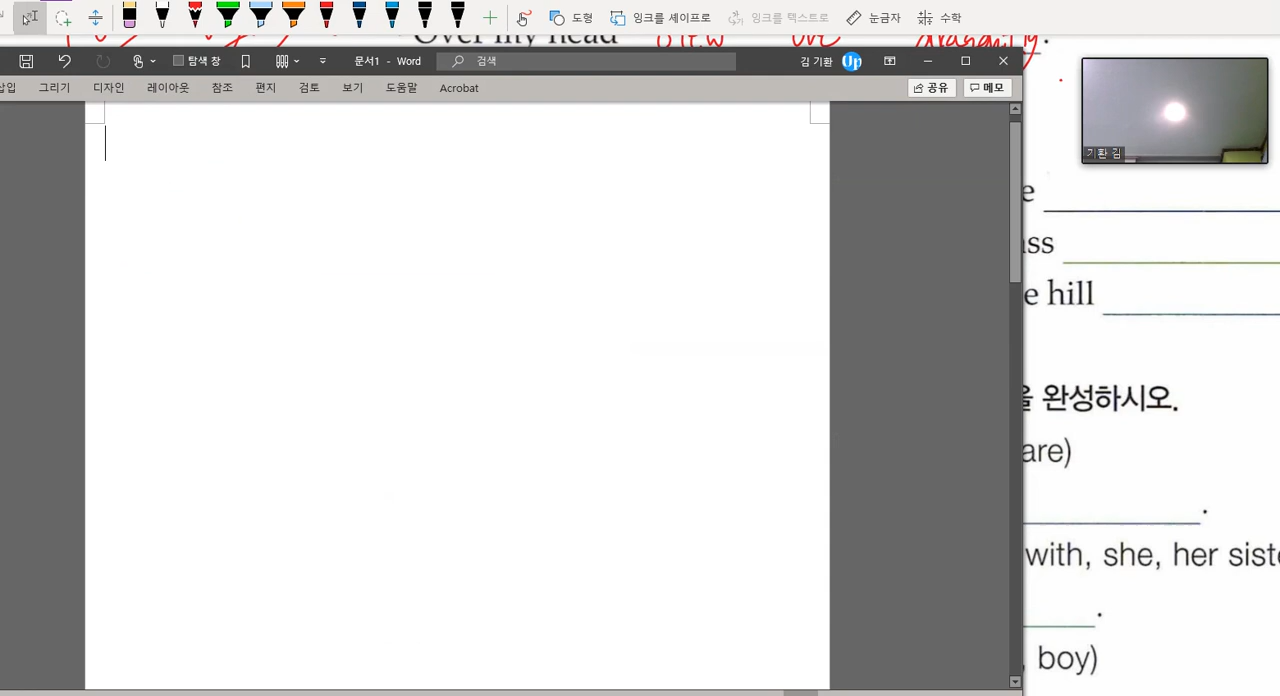 도형 잉크를 셰이프로 잉크를 텍스트로 눈금자 수학
Over my head
탐색 창 문서1 - Word 검색 김 기환 Up
삽입 그리기 디자인 레이아웃 참조 편지 검토 보기 도움말 Acrobat 공유 메모
기환 김
e
ass
e hill
을 완성하시오.
are)
.
with, she, her siste
.
, boy)